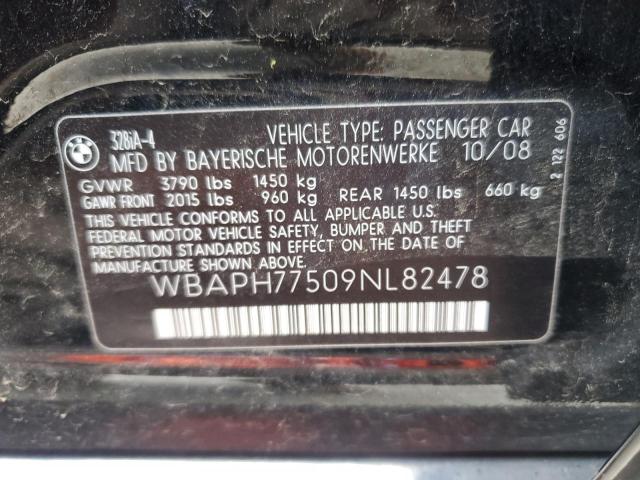 328iA-4 VEHICLE TYPE: PASSENGER CAR
MFD BY BAYERISCHE MOTORENWERKE 10/08
GVWR 3790 lbs 1450 kg
GAWR FRONT 2015 lbs 960 kg REAR 1450 lbs 660 kg
THIS VEHICLE CONFORMS TO ALL APPLICABLE U.S.
FEDERAL MOTOR VEHICLE SAFETY, BUMPER AND THEFT
PREVENTION STANDARDS IN EFFECT ON THE DATE OF
MANUFACTURE SHOWN ABOVE.
WBAPH77509NL82478
2 122 606